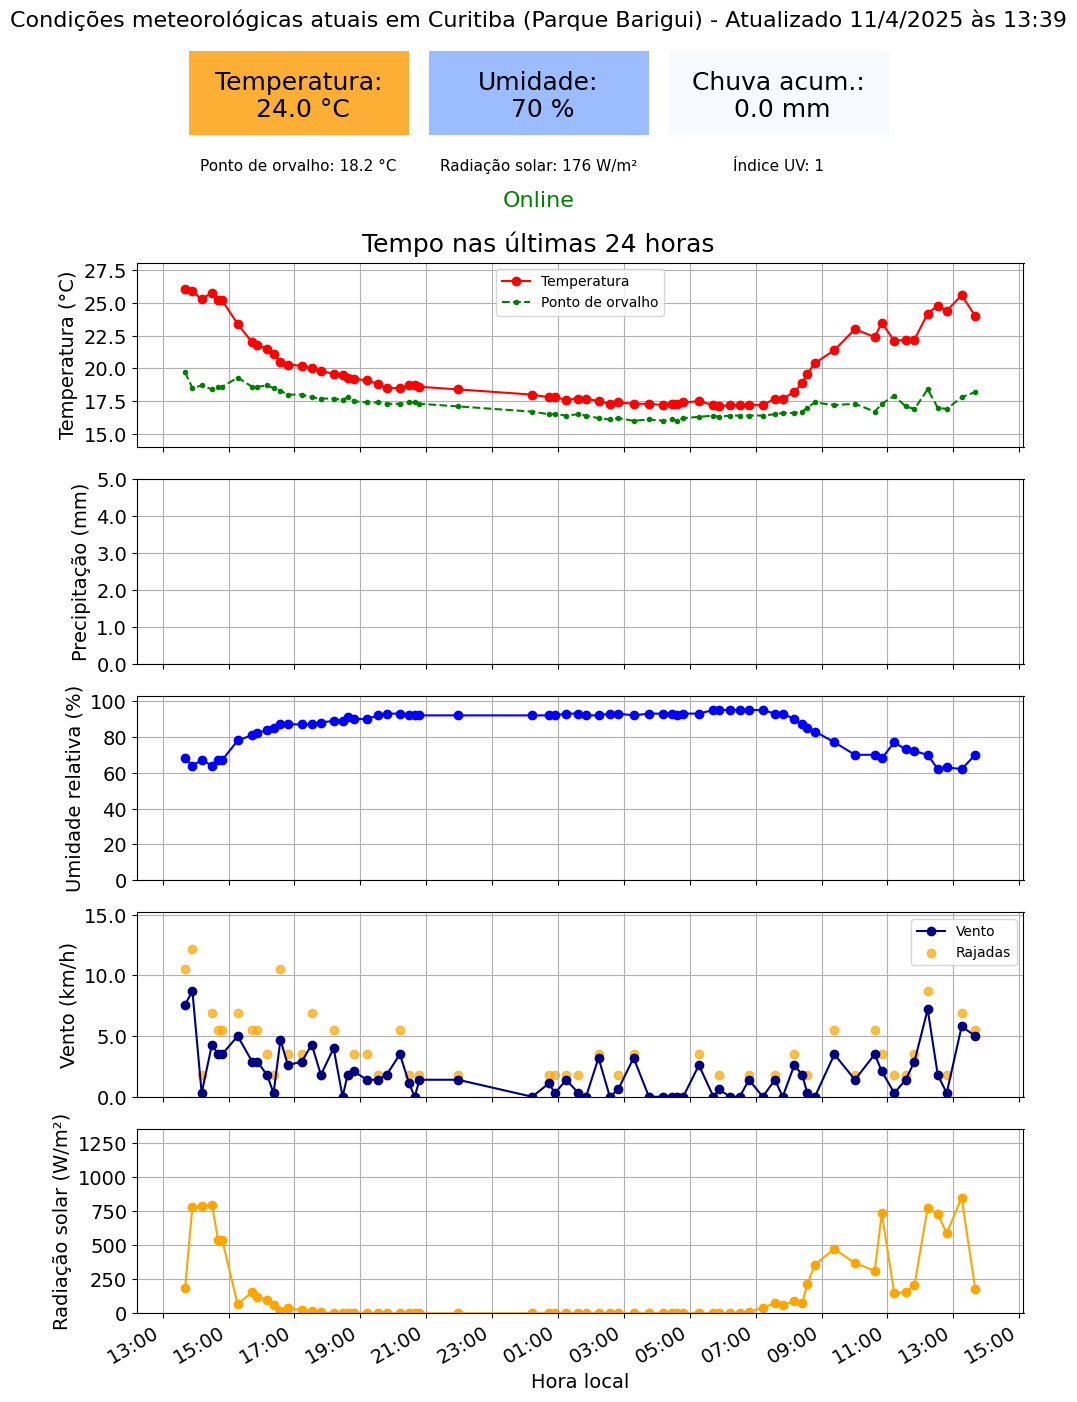 Condições meteorológicas atuais em Curitiba (Parque Barigui) - Atualizado 11/4/2025 às 13:39
Temperatura:
24.0 °C
Umidade:
70 %
Chuva acum.:
0.0 mm
Ponto de orvalho: 18.2 °C
Radiação solar: 176 W/m²
Índice UV: 1
Online
Tempo nas últimas 24 horas
Temperatura (°C)
27.5
25.0
22.5
20.0
17.5
15.0
Temperatura
Ponto de orvalho
Precipitação (mm)
5.0
4.0
3.0
2.0
1.0
0.0
Umidade relativa (%)
100
80
60
40
20
0
Vento (km/h)
15.0
10.0
5.0
0.0
Vento
Rajadas
Radiação solar (W/m²)
1250
1000
750
500
250
0
13:00
15:00
17:00
19:00
21:00
23:00
01:00
03:00
05:00
07:00
09:00
11:00
13:00
15:00
Hora local